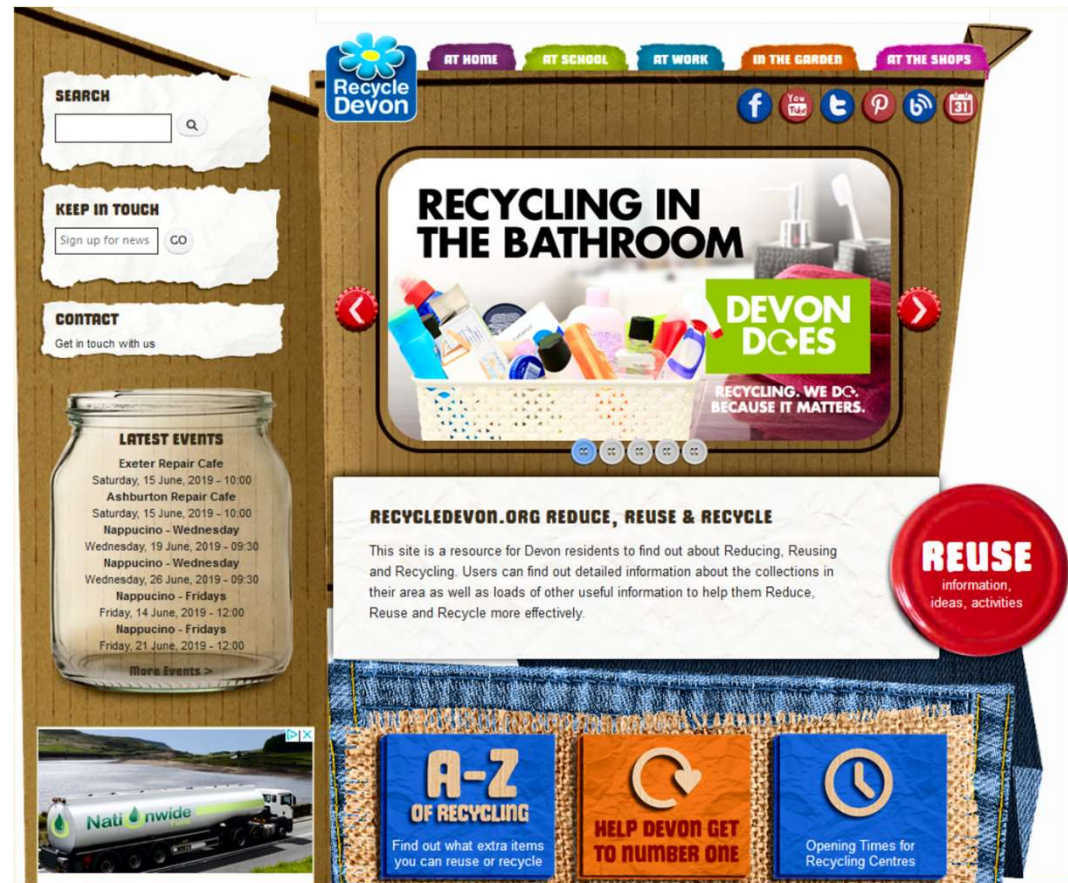 Recycle
Devon
AT HOME
AT SCHOOL
AT WORK
IN THE GARDEN
AT THE SHOPS
You
Tube
31
SEARCH
KEEP IN TOUCH
Sign up for news
GO
CONTACT
Get in touch with us
RECYCLING IN
THE BATHROOM
DEVON
DOES
RECYCLING. WE DO.
BECAUSE IT MATTERS.
LATEST EVENTS
Exeter Repair Cafe
Saturday, 15 June, 2019 - 10:00
Ashburton Repair Cafe
Saturday, 15 June, 2019 - 10:00
Nappucino - Wednesday
Wednesday, 19 June, 2019 - 09:30
Nappucino - Wednesday
Wednesday, 26 June, 2019 - 09:30
Nappucino - Fridays
Friday, 14 June, 2019 - 12:00
Nappucino - Fridays
Friday, 21 June, 2019 - 12:00
More Events >
RECYCLEDEVON.ORG REDUCE, REUSE & RECYCLE
This site is a resource for Devon residents to find out about Reducing, Reusing
and Recycling. Users can find out detailed information about the collections in
their area as well as loads of other useful information to help them Reduce,
Reuse and Recycle more effectively.
REUSE
information,
ideas, activities
Nationwide
A-Z
OF RECYCLING
Find out what extra items
you can reuse or recycle
HELP DEVON GET
TO NUMBER ONE
Opening Times for
Recycling Centres